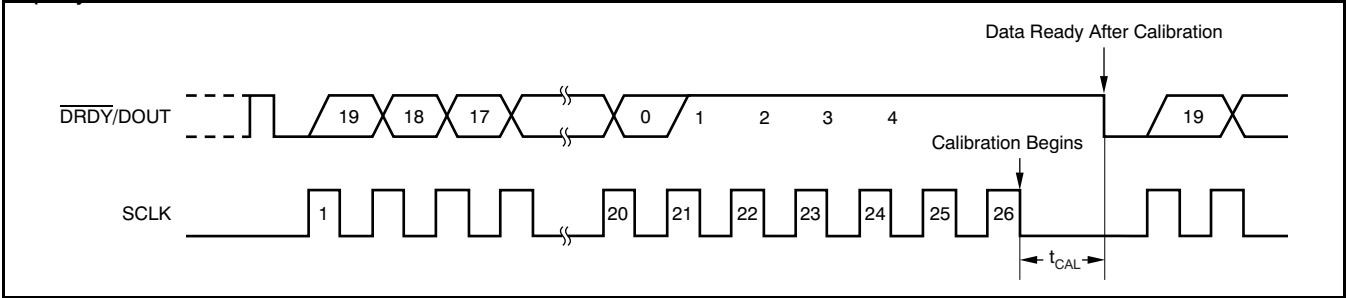 Data Ready After Calibration
DRDY/DOUT
19 18 17 0 1 2 3 4 19
Calibration Begins
SCLK
1 20 21 22 23 24 25 26
tCAL